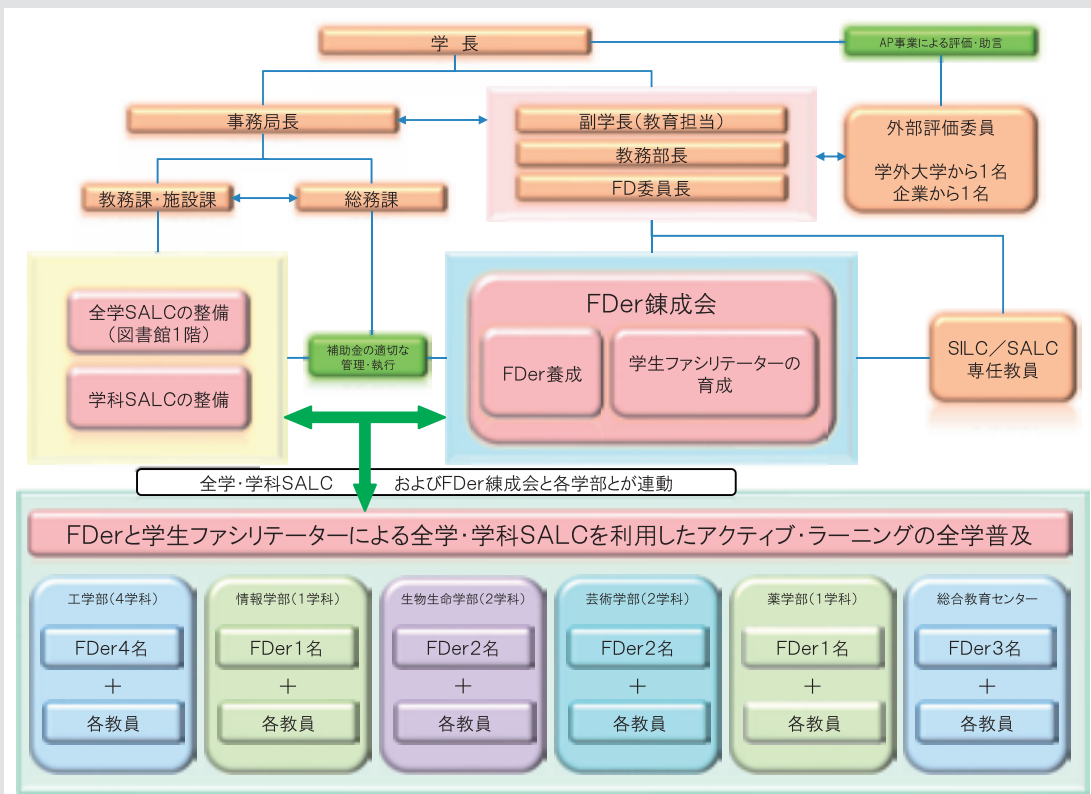 学 長
AP事業による評価・助言
事務局長
副学長(教育担当)
教務部長
FD委員長
外部評価委員
学外大学から1名
企業から1名
教務課・施設課
総務課
全学SALCの整備
(図書館1階)
学科SALCの整備
補助金の適切な
管理・執行
FDer錬成会
FDer養成
学生ファシリテーターの
育成
SILC／SALC
専任教員
全学・学科SALC およびFDer練成会と各学部とが連動
FDerと学生ファシリテーターによる全学・学科SALCを利用したアクティブ・ラーニングの全学普及
工学部(4学科)
FDer4名
+
各教員
情報学部(1学科)
FDer1名
+
各教員
生物生命学部(2学科)
FDer2名
+
各教員
芸術学部(2学科)
FDer2名
+
各教員
薬学部(1学科)
FDer1名
+
各教員
総合教育センター
FDer3名
+
各教員